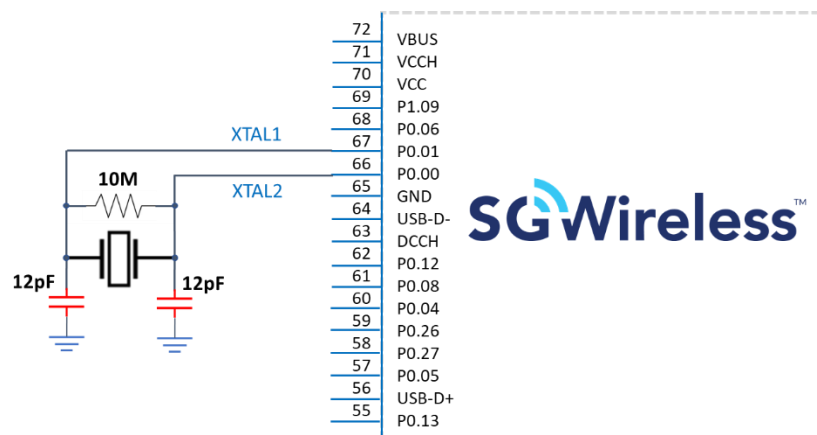 72
VBUS
71
VCCH
70
VCC
69
P1.09
68
P0.06
XTAL1
67
P0.01
66
P0.00
10M
XTAL2
65
GND
64
USB-D-
SGWireless™
63
DCCH
62
P0.12
12pF
12pF
61
P0.08
60
P0.04
59
P0.26
58
P0.27
57
P0.05
56
USB-D+
55
P0.13